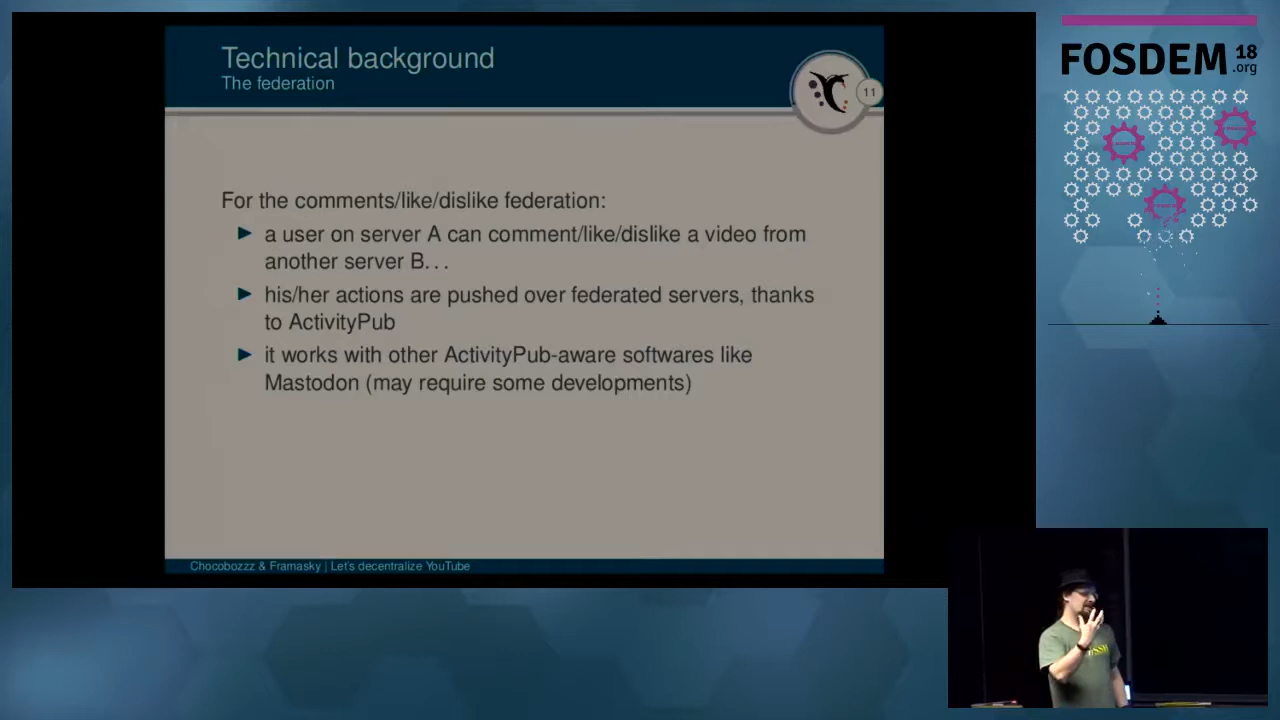 Technical background
The federation
11
For the comments/like/dislike federation:
a user on server A can comment/like/dislike a video from
another server B...
his/her actions are pushed over federated servers, thanks
to ActivityPub
it works with other ActivityPub-aware softwares like
Mastodon (may require some developments)
Chocobozzz & Framasky | Let's decentralize YouTube
FOSDEM 18
.org